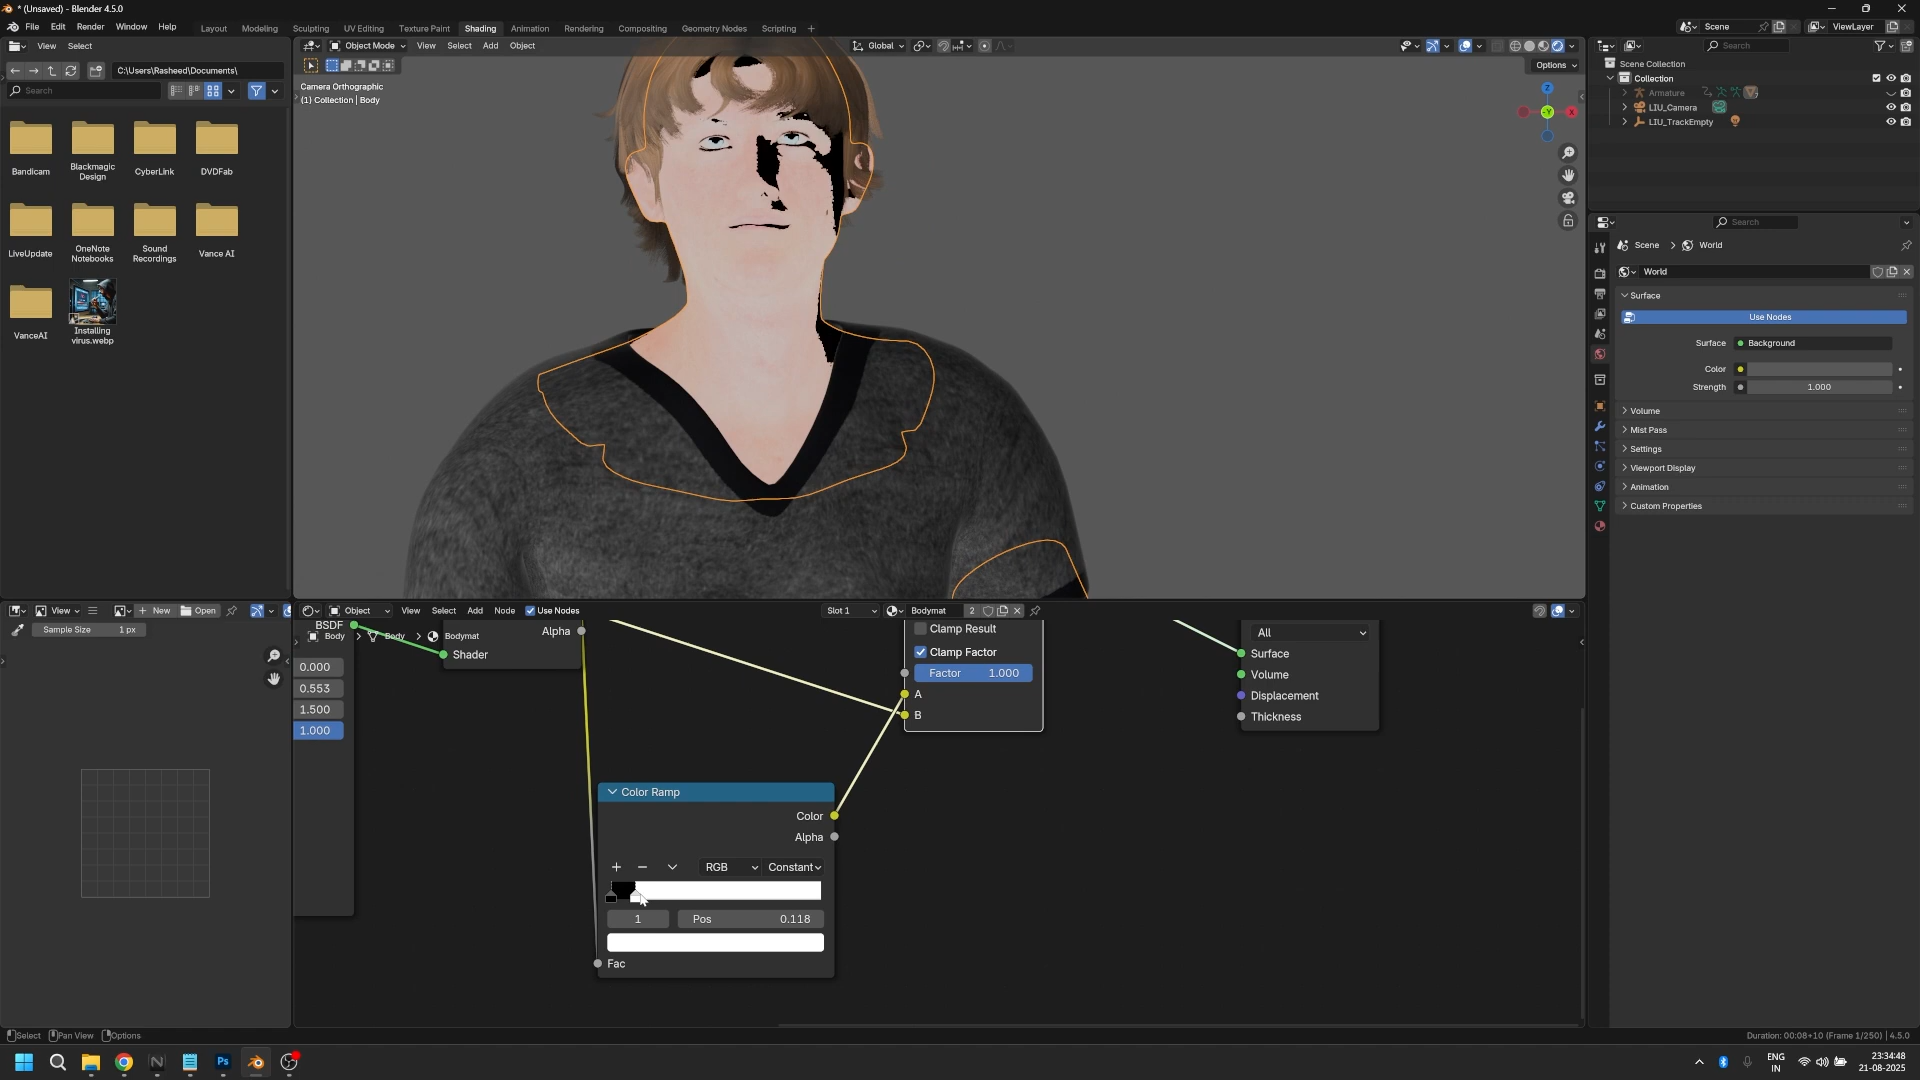 * (Unsaved) - Blender 4.5.0
File Edit Render Window Help
Layout Modeling Sculpting UV Editing Texture Paint Shading Animation Rendering Compositing Geometry Nodes Scripting +
Scene
ViewLayer
View Select
Object Mode View Select Add Object
Global
Search
C:\Users\Rasheed\Documents\
Search
Options
Camera Orthographic
(1) Collection | Body
Z
-Y
X
Scene Collection
Collection
Armature
LIU_Camera
LIU_TrackEmpty
Bandicam
Blackmagic Design
CyberLink
DVDFab
LiveUpdate
OneNote Notebooks
Sound Recordings
Vance AI
VanceAI
Installing virus.webp
Search
Scene > World
World
Surface
Use Nodes
Surface Background
Color
Strength 1.000
Volume
Mist Pass
Settings
Viewport Display
Animation
Custom Properties
View
New
Open
Sample Size 1 px
Object View Select Add Node Use Nodes
Slot 1
Bodymat 2
BSDF
Body > Body > Bodymat
Alpha
Shader
0.000
0.553
1.500
1.000
Clamp Result
Clamp Factor
Factor 1.000
A
B
All
Surface
Volume
Displacement
Thickness
Color Ramp
Color
Alpha
+ − RGB Constant
1 Pos 0.118
Fac
Select Pan View Options
Duration: 00:08+10 (Frame 1/250) | 4.5.0
Ps
ENG
IN
23:34:48
21-08-2025